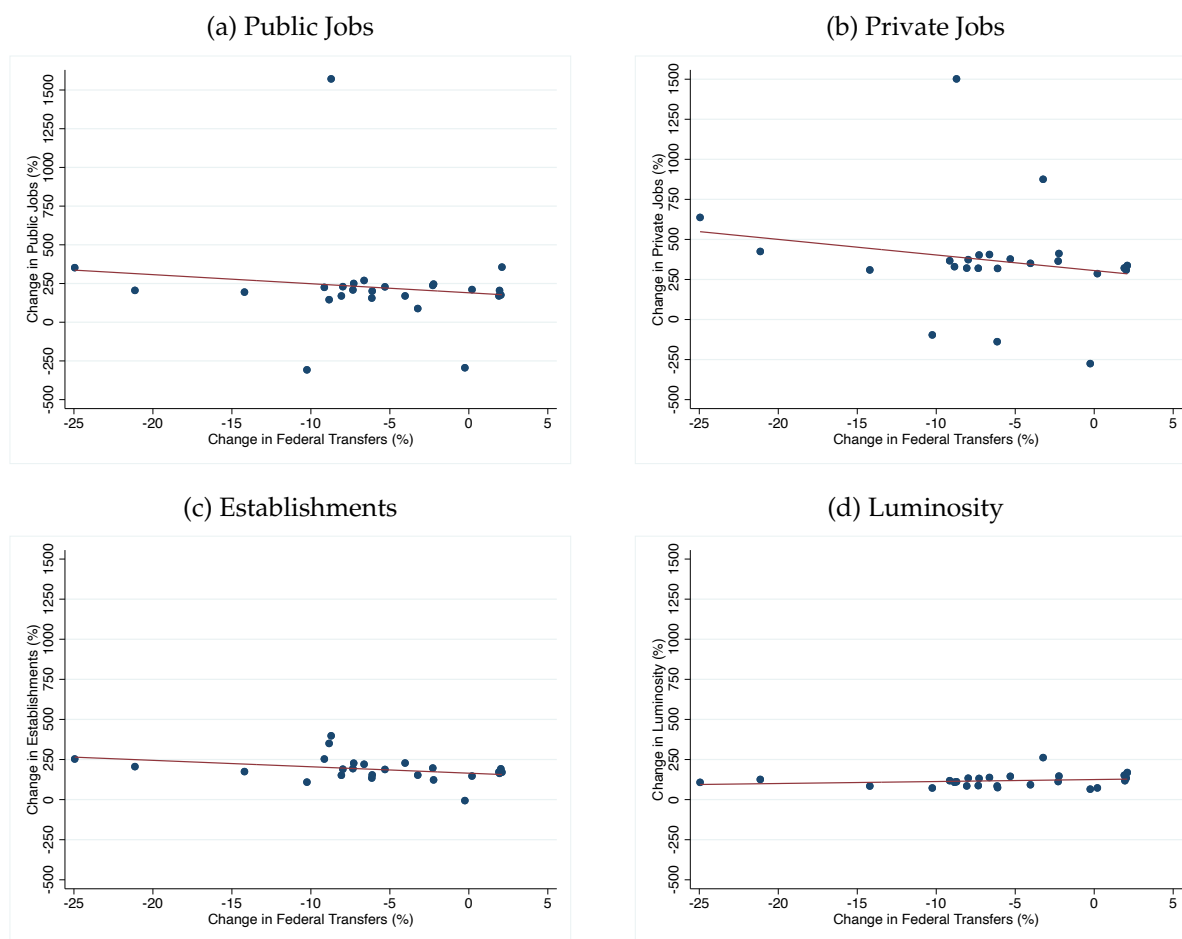 (a) Public Jobs
Change in Public Jobs (%)
1500
1250
1000
750
500
250
0
-250
-500
-25 -20 -15 -10 -5 0 5
Change in Federal Transfers (%)
(b) Private Jobs
Change in Private Jobs (%)
1500
1250
1000
750
500
250
0
-250
-500
-25 -20 -15 -10 -5 0 5
Change in Federal Transfers (%)
(c) Establishments
Change in Establishments (%)
1500
1250
1000
750
500
250
0
-250
-500
-25 -20 -15 -10 -5 0 5
Change in Federal Transfers (%)
(d) Luminosity
Change in Luminosity (%)
1500
1250
1000
750
500
250
0
-250
-500
-25 -20 -15 -10 -5 0 5
Change in Federal Transfers (%)